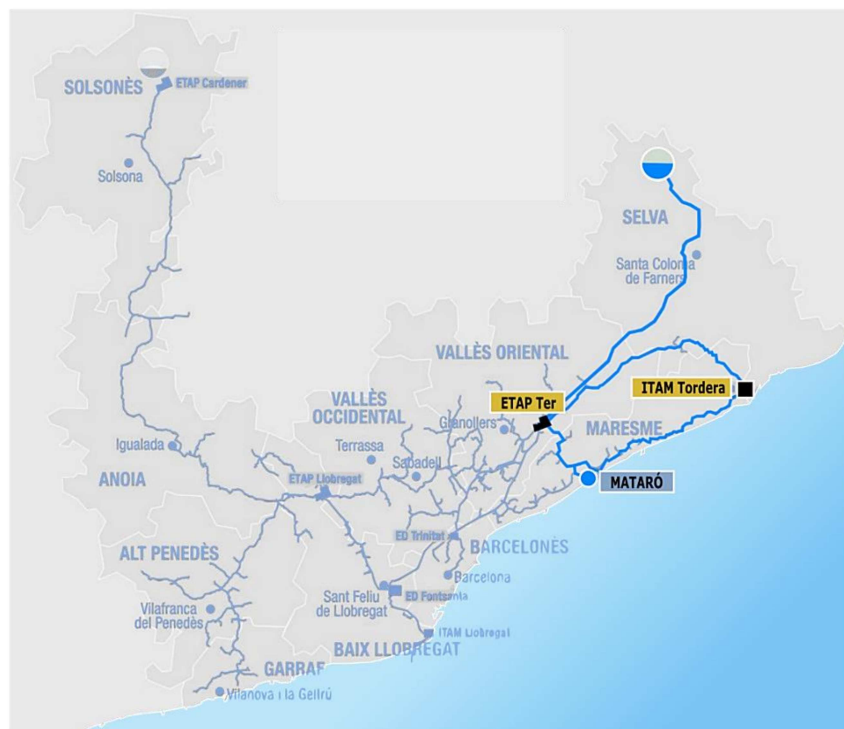 SOLSONÈS
ETAP Cardener
Solsona
SELVA
Santa Coloma
de Farners
VALLÈS ORIENTAL
ITAM Tordera
ETAP Ter
VALLÈS
OCCIDENTAL
Granollers
MARESME
Igualada
Terrassa
Sabadell
ANOIA
ETAP Llobregat
MATARÓ
ED Trinitat
BARCELONÈS
ALT PENEDÈS
Barcelona
Sant Feliu
de Llobregat
ED Fontsanta
Vilafranca
del Penedès
ITAM Llobregat
BAIX LLOBREGAT
GARRAF
Vilanova i la Geltrú